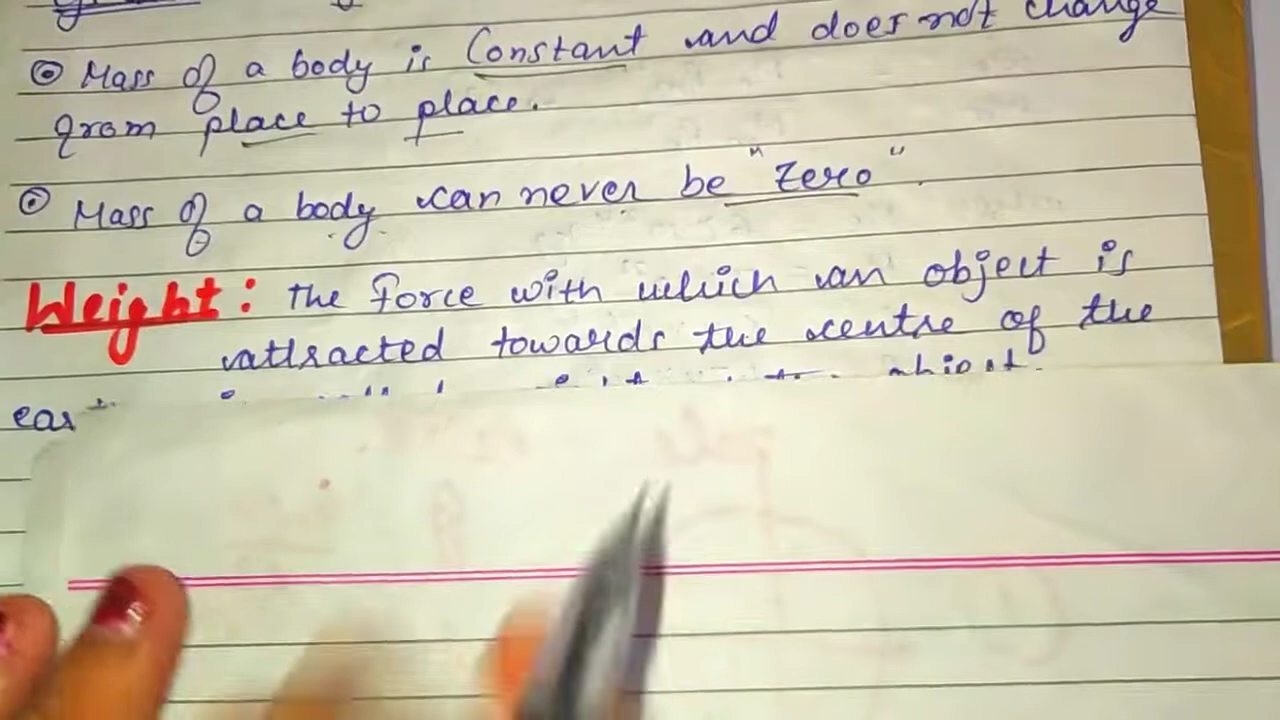 ⊙ Mass of a body is Constant and does not change
from place to place.
⊙ Mass of a body can never be "Zero".
Weight: The Force with which an object is
attracted towards the centre of the